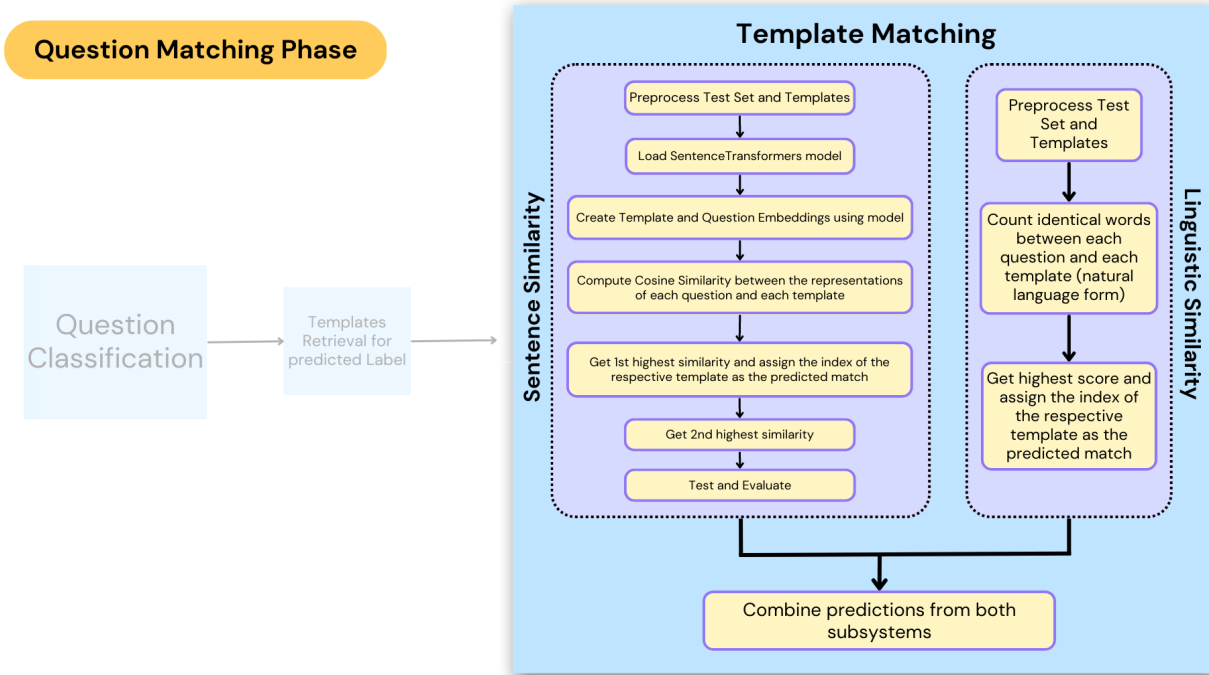 Question Matching Phase
Question
Classification
Templates
Retrieval for
predicted Label
Template Matching
Sentence Similarity
Preprocess Test Set and Templates
Load SentenceTransformers model
Create Template and Question Embeddings using model
Compute Cosine Similarity between the representations
of each question and each template
Get 1st highest similarity and assign the index of the
respective template as the predicted match
Get 2nd highest similarity
Test and Evaluate
Preprocess Test
Set and
Templates
Count identical words
between each
question and each
template (natural
language form)
Get highest score and
assign the index of
the respective
template as the
predicted match
Linguistic Similarity
Combine predictions from both
subsystems